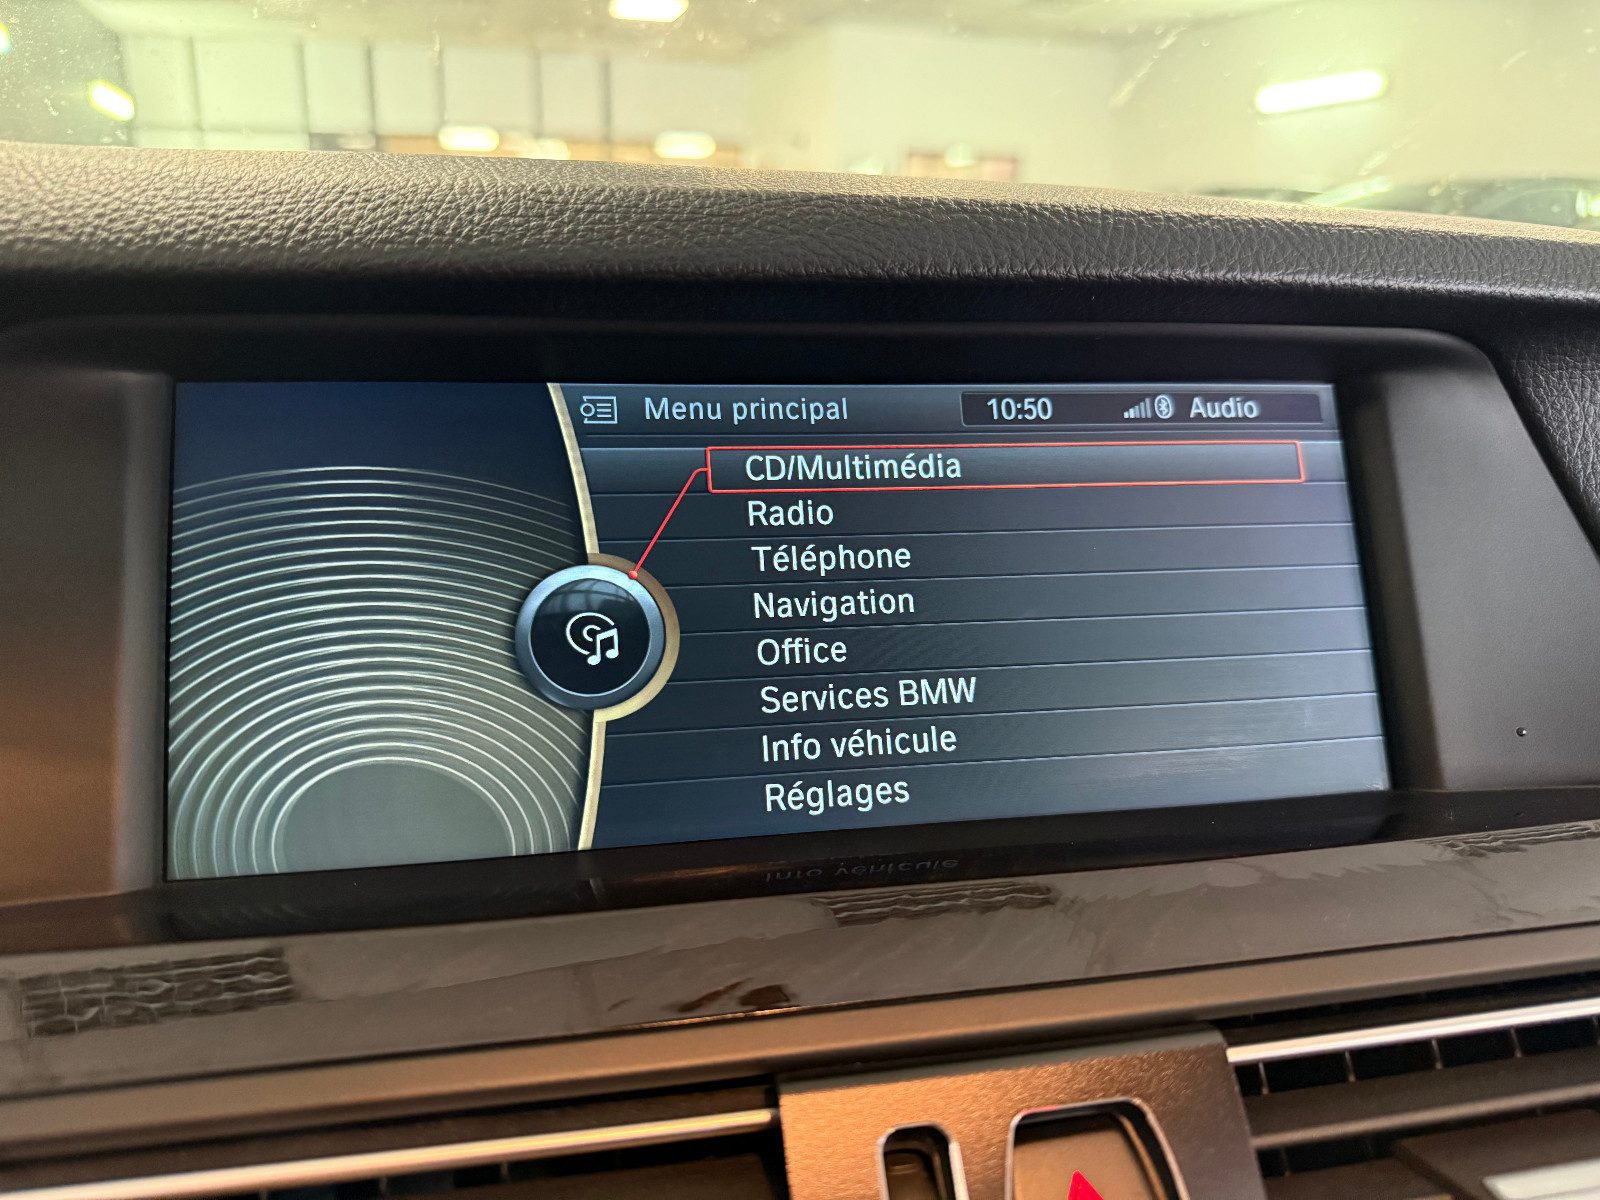 Menu principal 10:50 Audio
CD/Multimédia
Radio
Téléphone
Navigation
Office
Services BMW
Info véhicule
Réglages